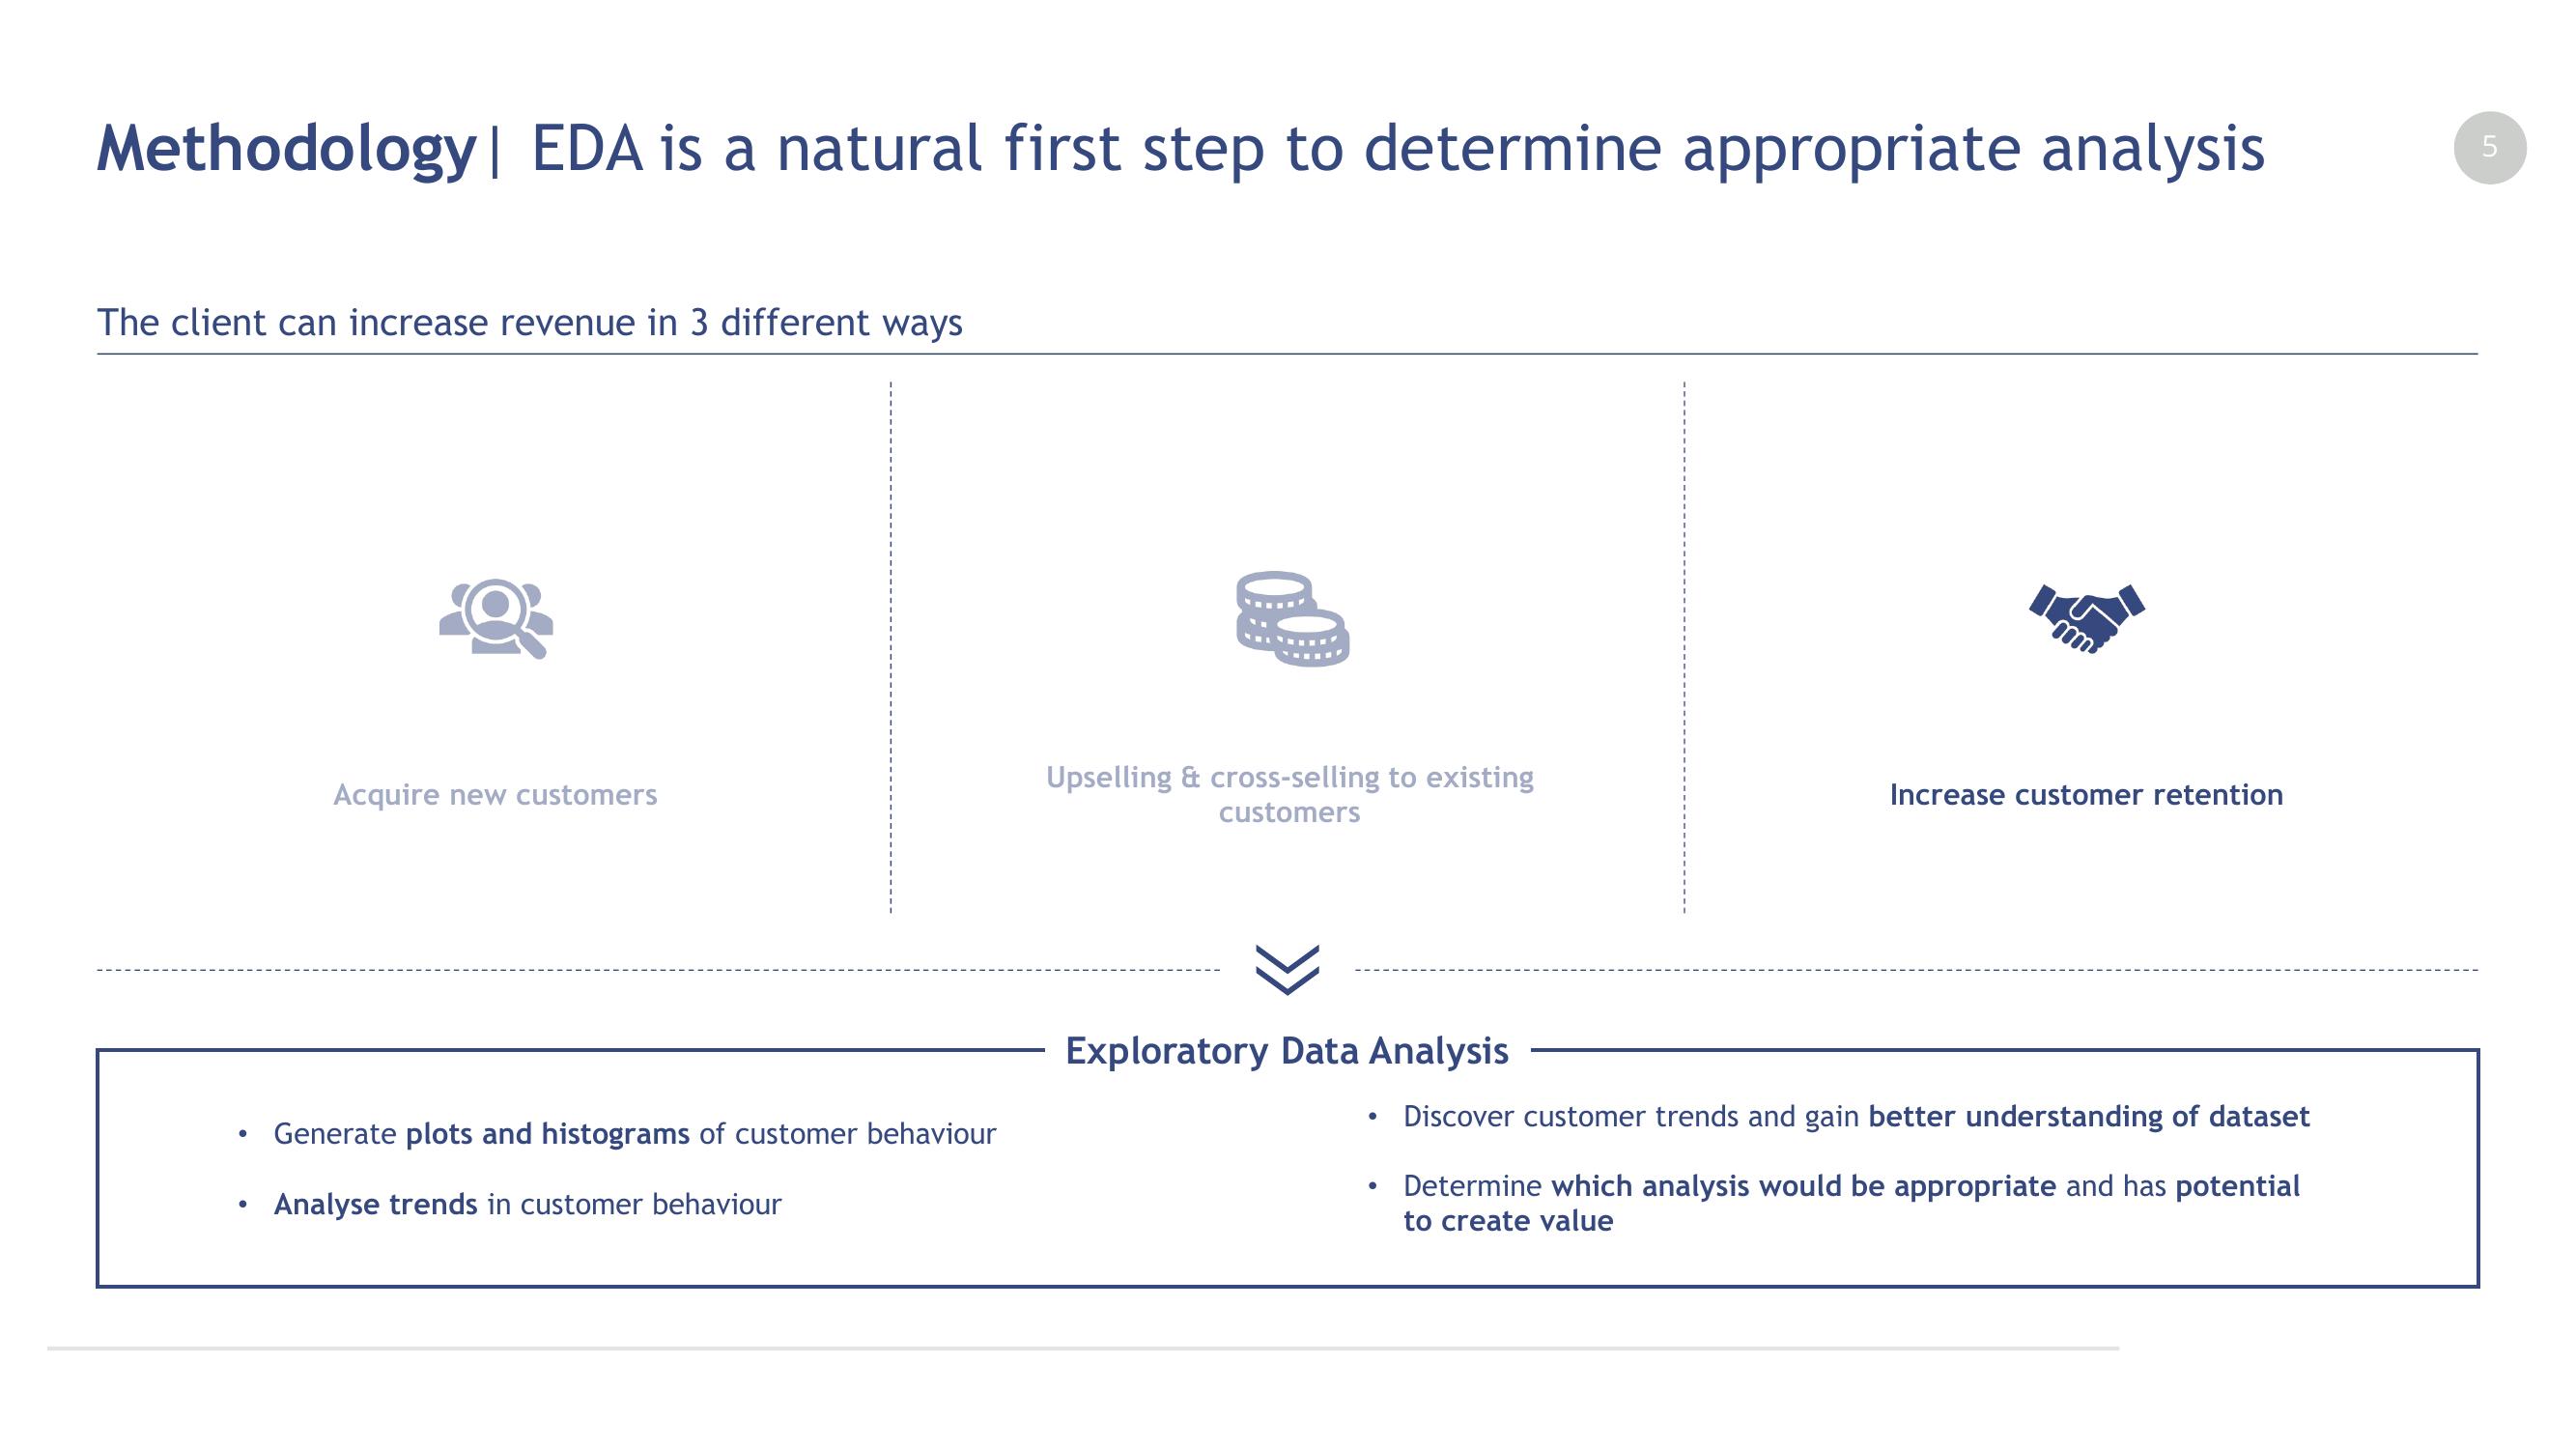 Methodology| EDA is a natural first step to determine appropriate analysis
5
The client can increase revenue in 3 different ways
Acquire new customers
Upselling & cross-selling to existing
customers
Increase customer retention
Exploratory Data Analysis
• Generate plots and histograms of customer behaviour
• Analyse trends in customer behaviour
• Discover customer trends and gain better understanding of dataset
• Determine which analysis would be appropriate and has potential
to create value